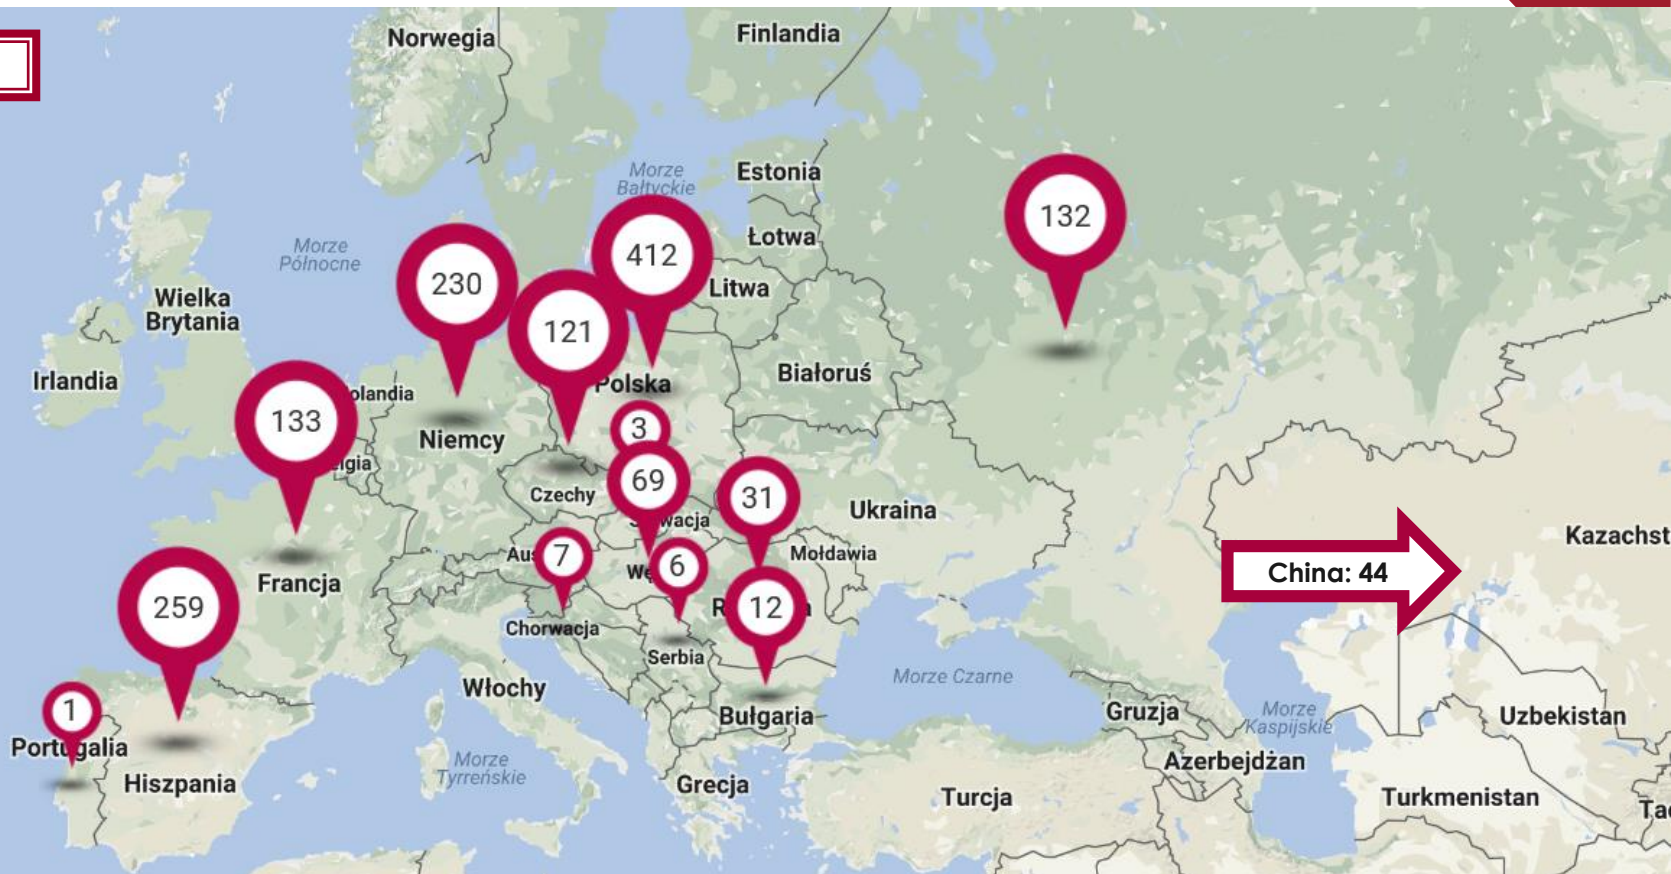 Norwegia
Finlandia
Morze
Bałtyckie
Estonia
132
Łotwa
Morze
Północne
412
230
Litwa
Wielka
Brytania
121
Irlandia
Polska
Białoruś
olandia
133
3
Niemcy
elgia
69
31
Czechy
Ukraina
wacja
Kazachst
Mołdawia
Aus
7
6
China: 44
Francja
259
12
Chorwacja
Serbia
Morze Czarne
Włochy
1
Bułgaria
Gruzja
Morze
Kaspijskie
Uzbekistan
Portugalia
Azerbejdżan
Morze
Tyrreńskie
Hiszpania
Grecja
Turcja
Turkmenistan